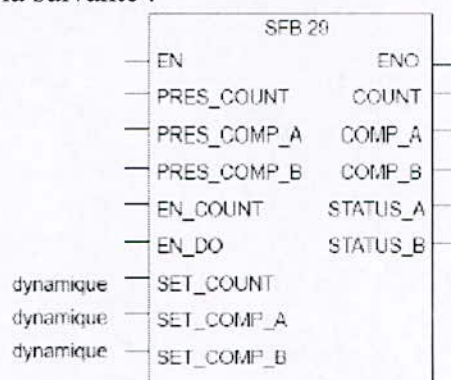 la suivante :
SFB 29
EN ENO
PRES_COUNT COUNT
PRES_COMP_A COMP_A
PRES_COMP_B COMP_B
EN_COUNT STATUS_A
EN_DO STATUS_B
dynamique SET_COUNT
dynamique SET_COMP_A
dynamique SET_COMP_B